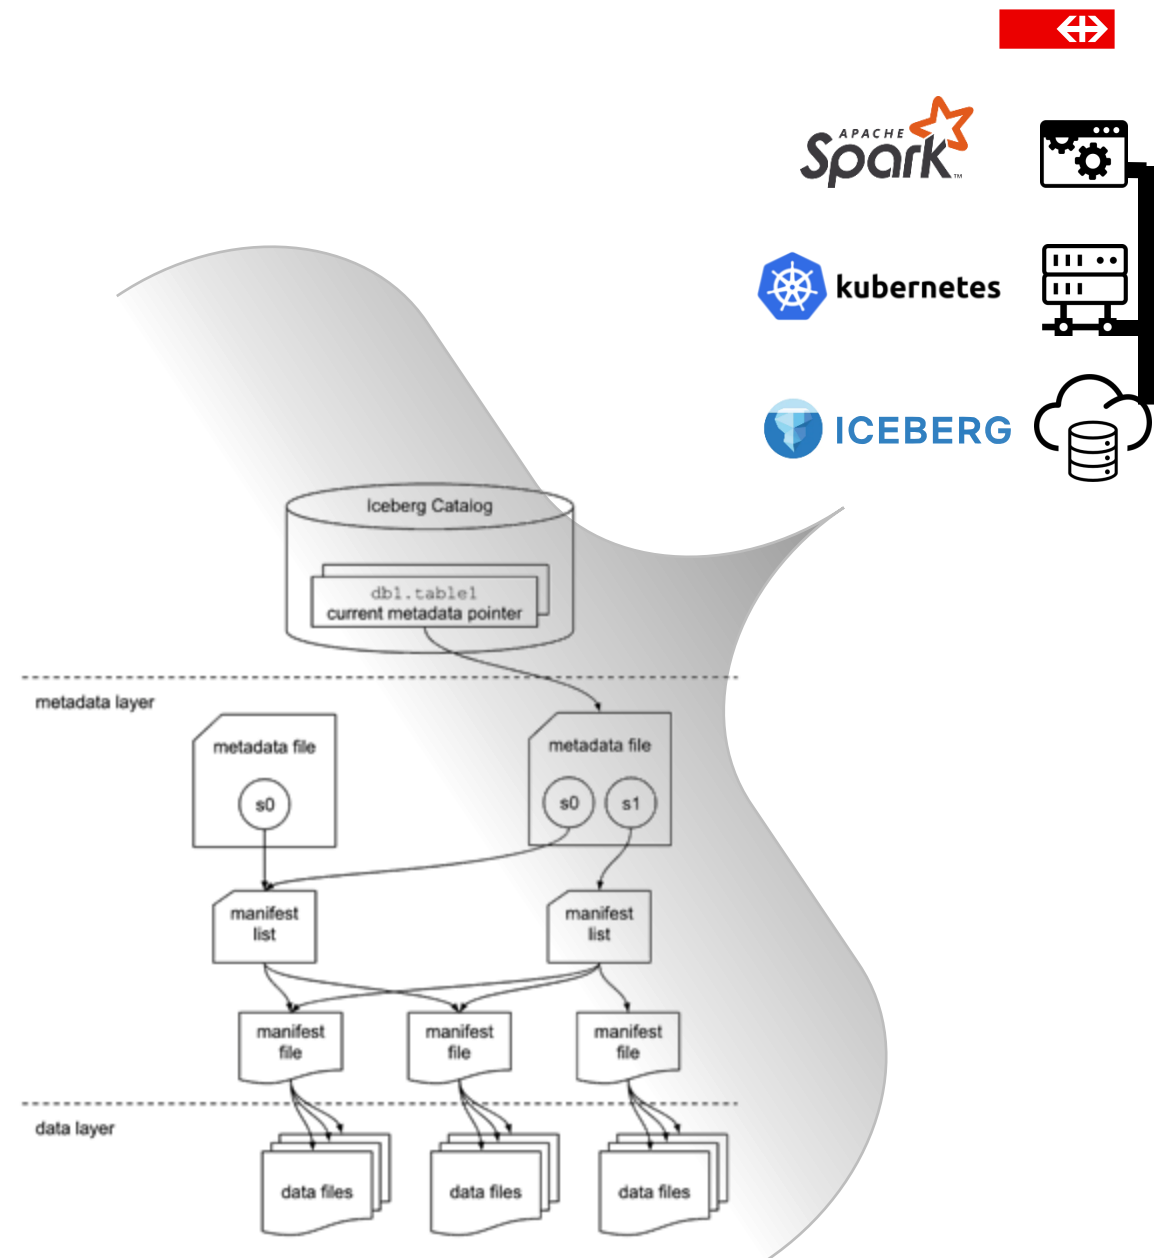 APACHE
Spark™
kubernetes
ICEBERG
Iceberg Catalog
db1.table1
current metadata pointer
metadata layer
metadata file
s0
metadata file
s0
s1
manifest
list
manifest
list
manifest
file
manifest
file
manifest
file
data layer
data files
data files
data files